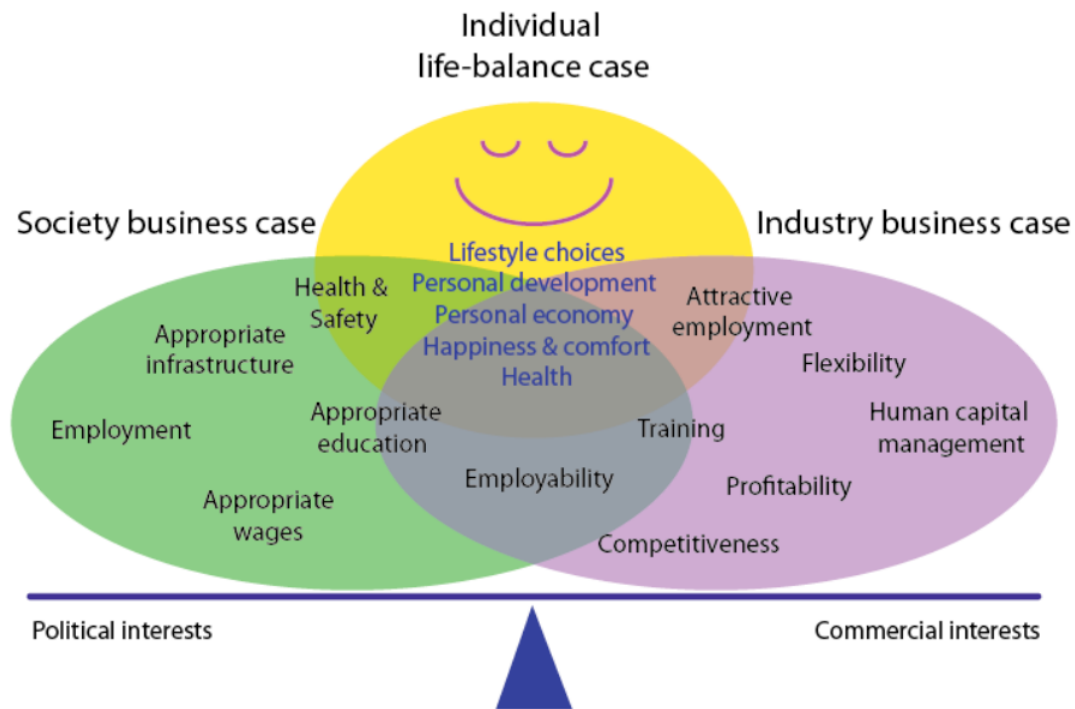 Individual
life-balance case
Society business case
Industry business case
Lifestyle choices
Personal development
Personal economy
Happiness & comfort
Health
Health &
Safety
Appropriate
infrastructure
Employment
Appropriate
education
Appropriate
wages
Employability
Attractive
employment
Flexibility
Human capital
management
Training
Profitability
Competitiveness
Political interests
Commercial interests